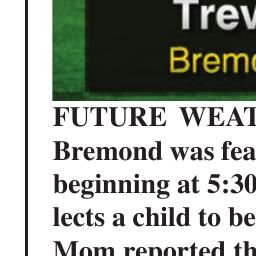 Trev
Bremo
FUTURE WEAT
Bremond was fea
beginning at 5:30
lects a child to be
Mom reported th